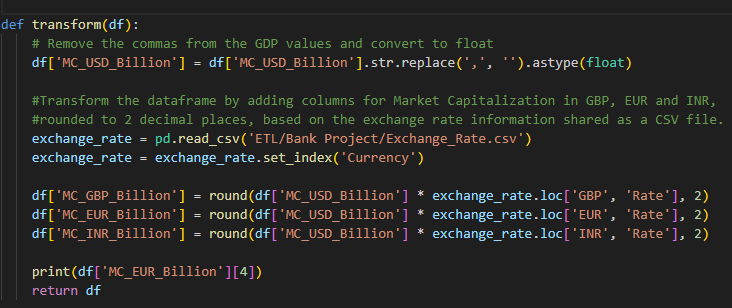 def transform(df):
    # Remove the commas from the GDP values and convert to float
    df['MC_USD_Billion'] = df['MC_USD_Billion'].str.replace(',', '').astype(float)

    #Transform the dataframe by adding columns for Market Capitalization in GBP, EUR and INR,
    #rounded to 2 decimal places, based on the exchange rate information shared as a CSV file.
    exchange_rate = pd.read_csv('ETL/Bank Project/Exchange_Rate.csv')
    exchange_rate = exchange_rate.set_index('Currency')

    df['MC_GBP_Billion'] = round(df['MC_USD_Billion'] * exchange_rate.loc['GBP', 'Rate'], 2)
    df['MC_EUR_Billion'] = round(df['MC_USD_Billion'] * exchange_rate.loc['EUR', 'Rate'], 2)
    df['MC_INR_Billion'] = round(df['MC_USD_Billion'] * exchange_rate.loc['INR', 'Rate'], 2)

    print(df['MC_EUR_Billion'][4])
    return df